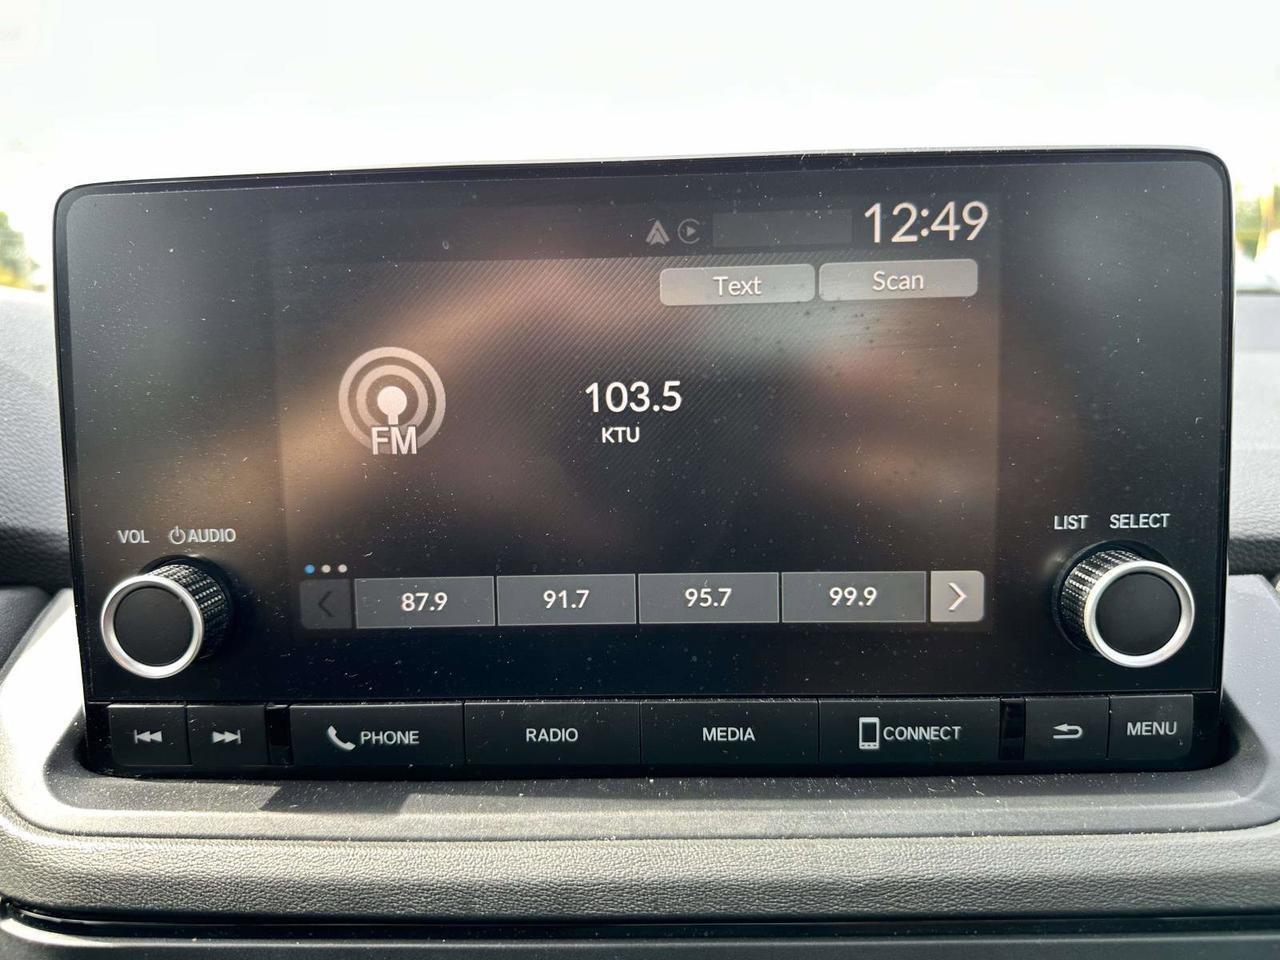 12:49
Text Scan
103.5
FM KTU
VOL AUDIO LIST SELECT
87.9 91.7 95.7 99.9
PHONE RADIO MEDIA CONNECT MENU